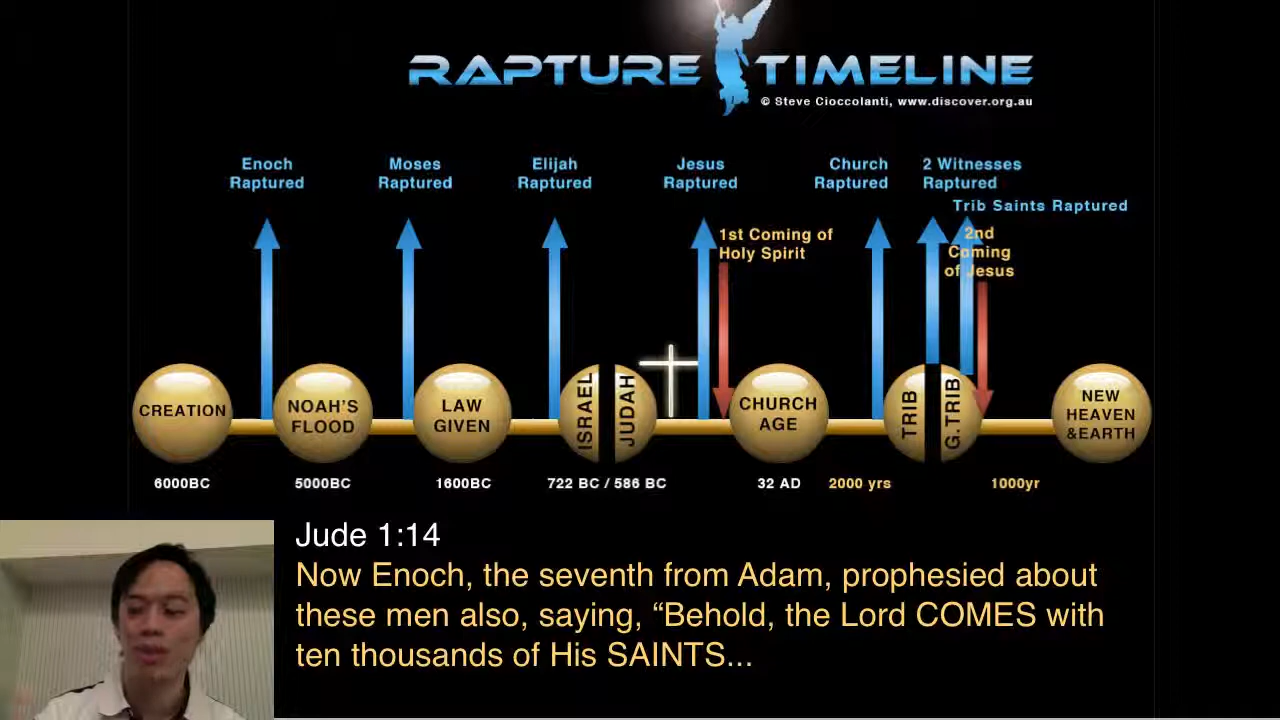 RAPTURE TIMELINE
© Steve Cioccolanti, www.discover.org.au
Enoch
Raptured
Moses
Raptured
Elijah
Raptured
Jesus
Raptured
Church
Raptured
2 Witnesses
Raptured
Trib Saints Raptured
1st Coming of
Holy Spirit
2nd
Coming
of Jesus
CREATION
NOAH'S
FLOOD
LAW
GIVEN
ISRAEL
JUDAH
CHURCH
AGE
TRIB
G.TRIB
NEW
HEAVEN
&EARTH
6000BC
5000BC
1600BC
722 BC / 586 BC
32 AD
2000 yrs
1000yr
Jude 1:14
Now Enoch, the seventh from Adam, prophesied about
these men also, saying, “Behold, the Lord COMES with
ten thousands of His SAINTS...